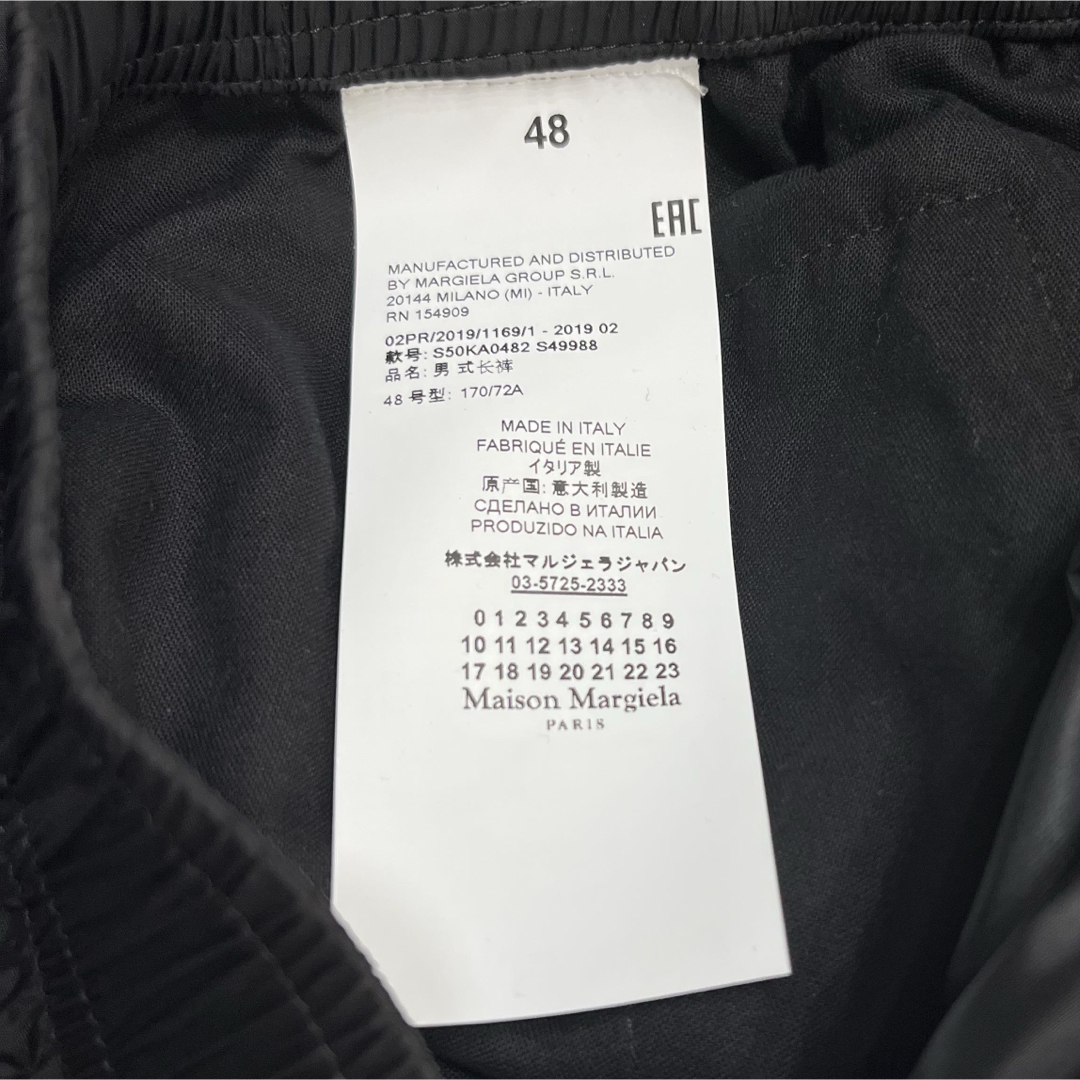 48
EAC
MANUFACTURED AND DISTRIBUTED
BY MARGIELA GROUP S.R.L.
20144 MILANO (MI) - ITALY
RN 154909
02PR/2019/1169/1 - 2019 02
款号: S50KA0482 S49988
品名: 男 式长裤
48 号型: 170/72A
MADE IN ITALY
FABRIQUÉ EN ITALIE
イタリア製
原产国: 意大利製造
СДЕЛАНО В ИТАЛИИ
PRODUZIDO NA ITALIA
株式会社マルジェラジャパン
03-5725-2333
0 1 2 3 4 5 6 7 8 9
10 11 12 13 14 15 16
17 18 19 20 21 22 23
Maison Margiela
PARIS